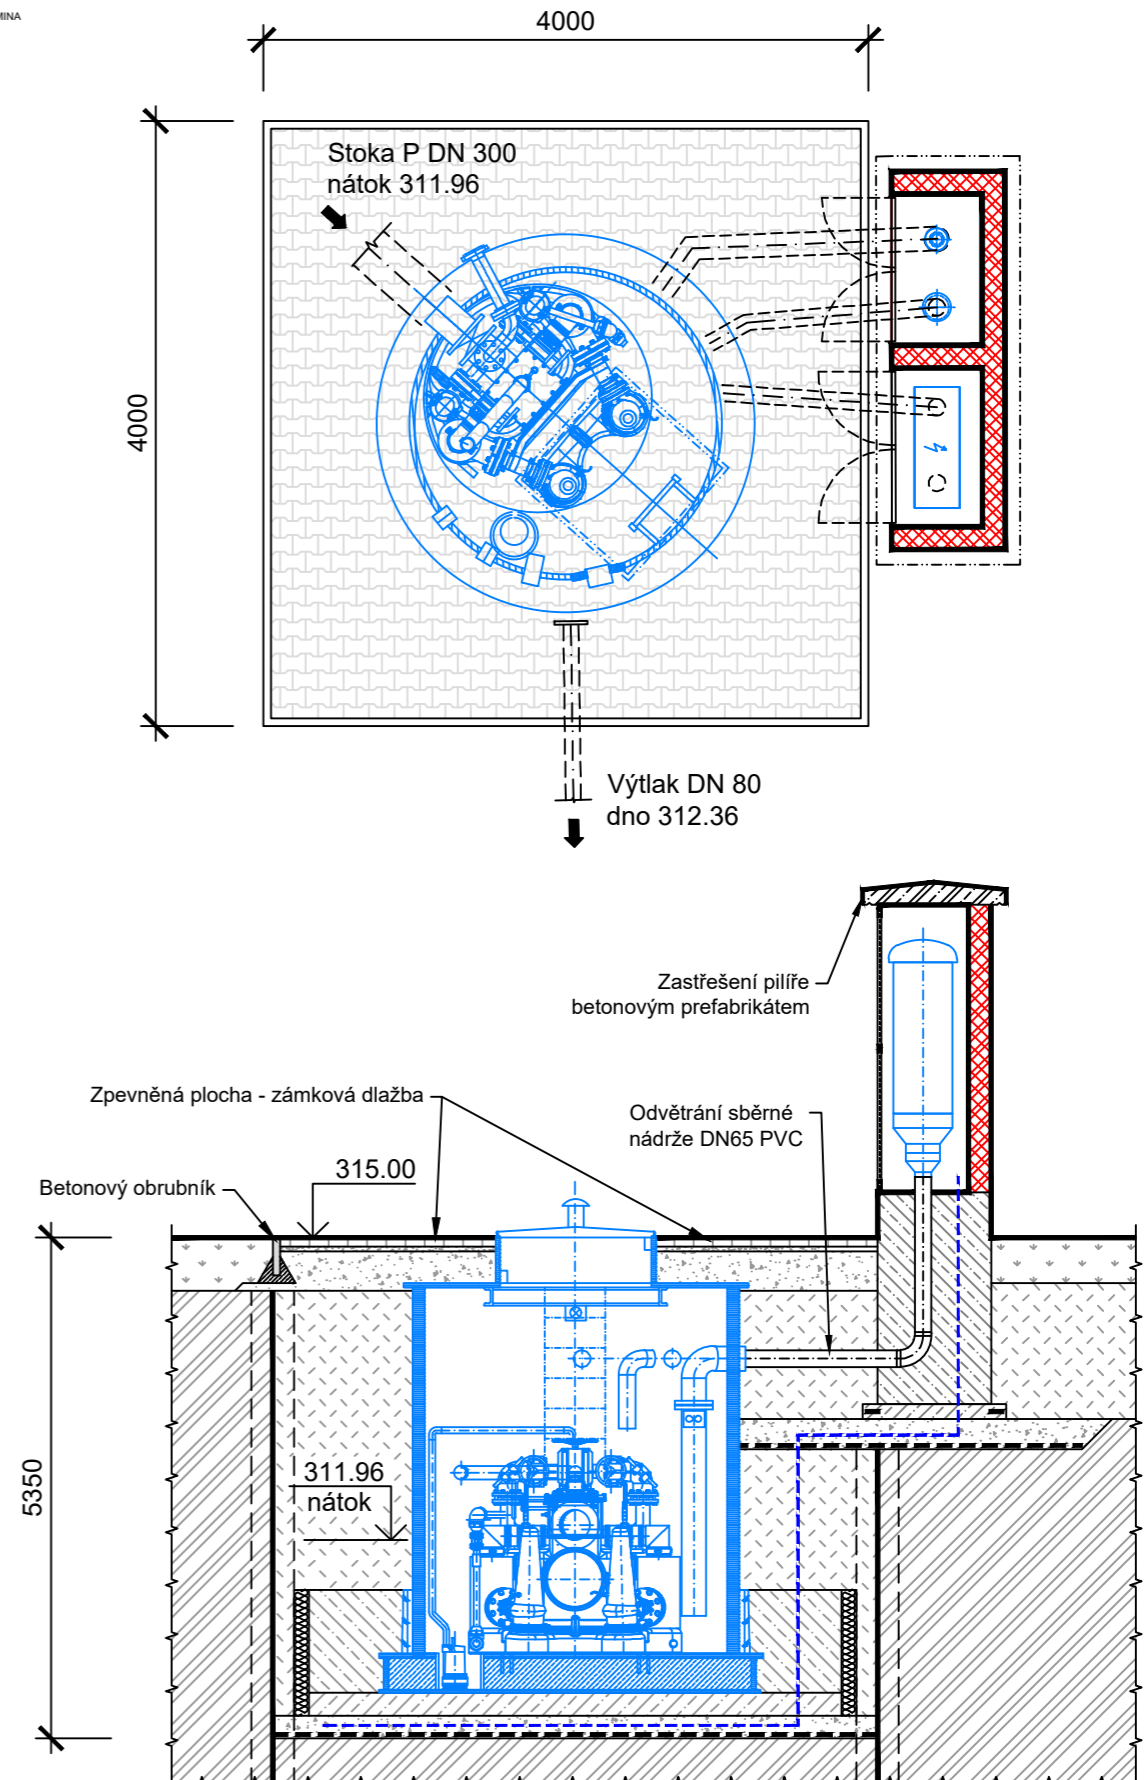 4000
Stoka P DN 300
nátok 311.96
4000
Výtlak DN 80
dno 312.36
Zastřešení pilíře
betonovým prefabrikátem
Zpevněná plocha - zámková dlažba
Odvětrání sběrné
nádrže DN65 PVC
315.00
Betonový obrubník
5350
311.96
nátok